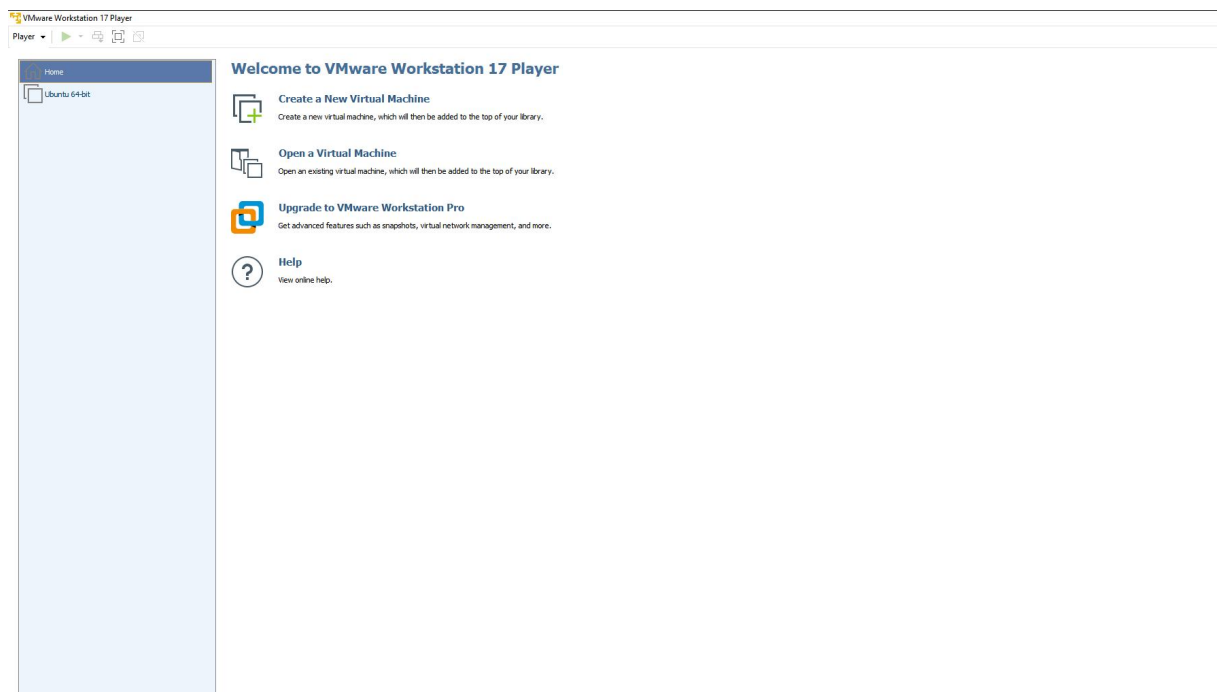 VMware Workstation 17 Player
Player
Home
Ubuntu 64-bit
Welcome to VMware Workstation 17 Player
Create a New Virtual Machine
Create a new virtual machine, which will then be added to the top of your library.
Open a Virtual Machine
Open an existing virtual machine, which will then be added to the top of your library.
Upgrade to VMware Workstation Pro
Get advanced features such as snapshots, virtual network management, and more.
Help
View online help.